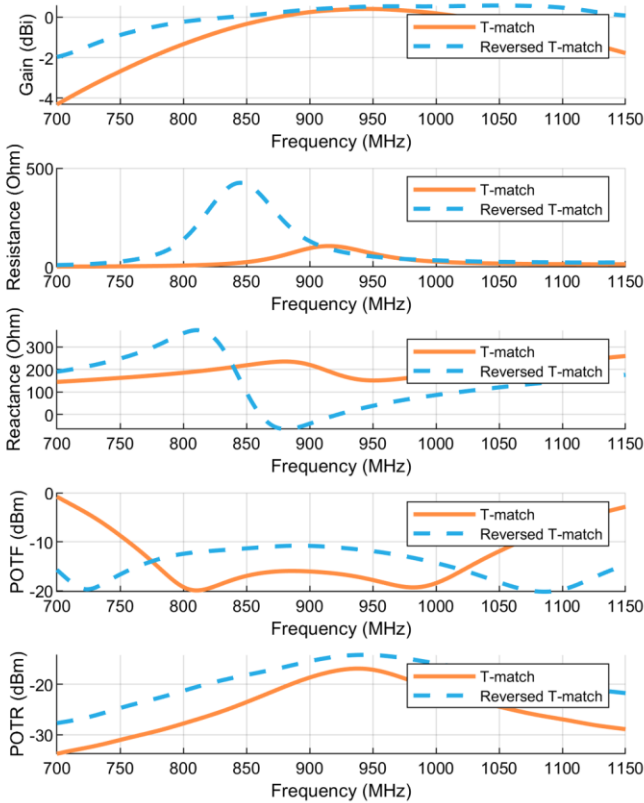 Gain (dBi)
0
-2
-4
T-match
Reversed T-match
700 750 800 850 900 950 1000 1050 1100 1150
Frequency (MHz)
Resistance (Ohm)
500
0
T-match
Reversed T-match
700 750 800 850 900 950 1000 1050 1100 1150
Frequency (MHz)
Reactance (Ohm)
300
200
100
0
T-match
Reversed T-match
700 750 800 850 900 950 1000 1050 1100 1150
Frequency (MHz)
POTF (dBm)
0
-10
-20
T-match
Reversed T-match
700 750 800 850 900 950 1000 1050 1100 1150
Frequency (MHz)
POTR (dBm)
-20
-30
T-match
Reversed T-match
700 750 800 850 900 950 1000 1050 1100 1150
Frequency (MHz)